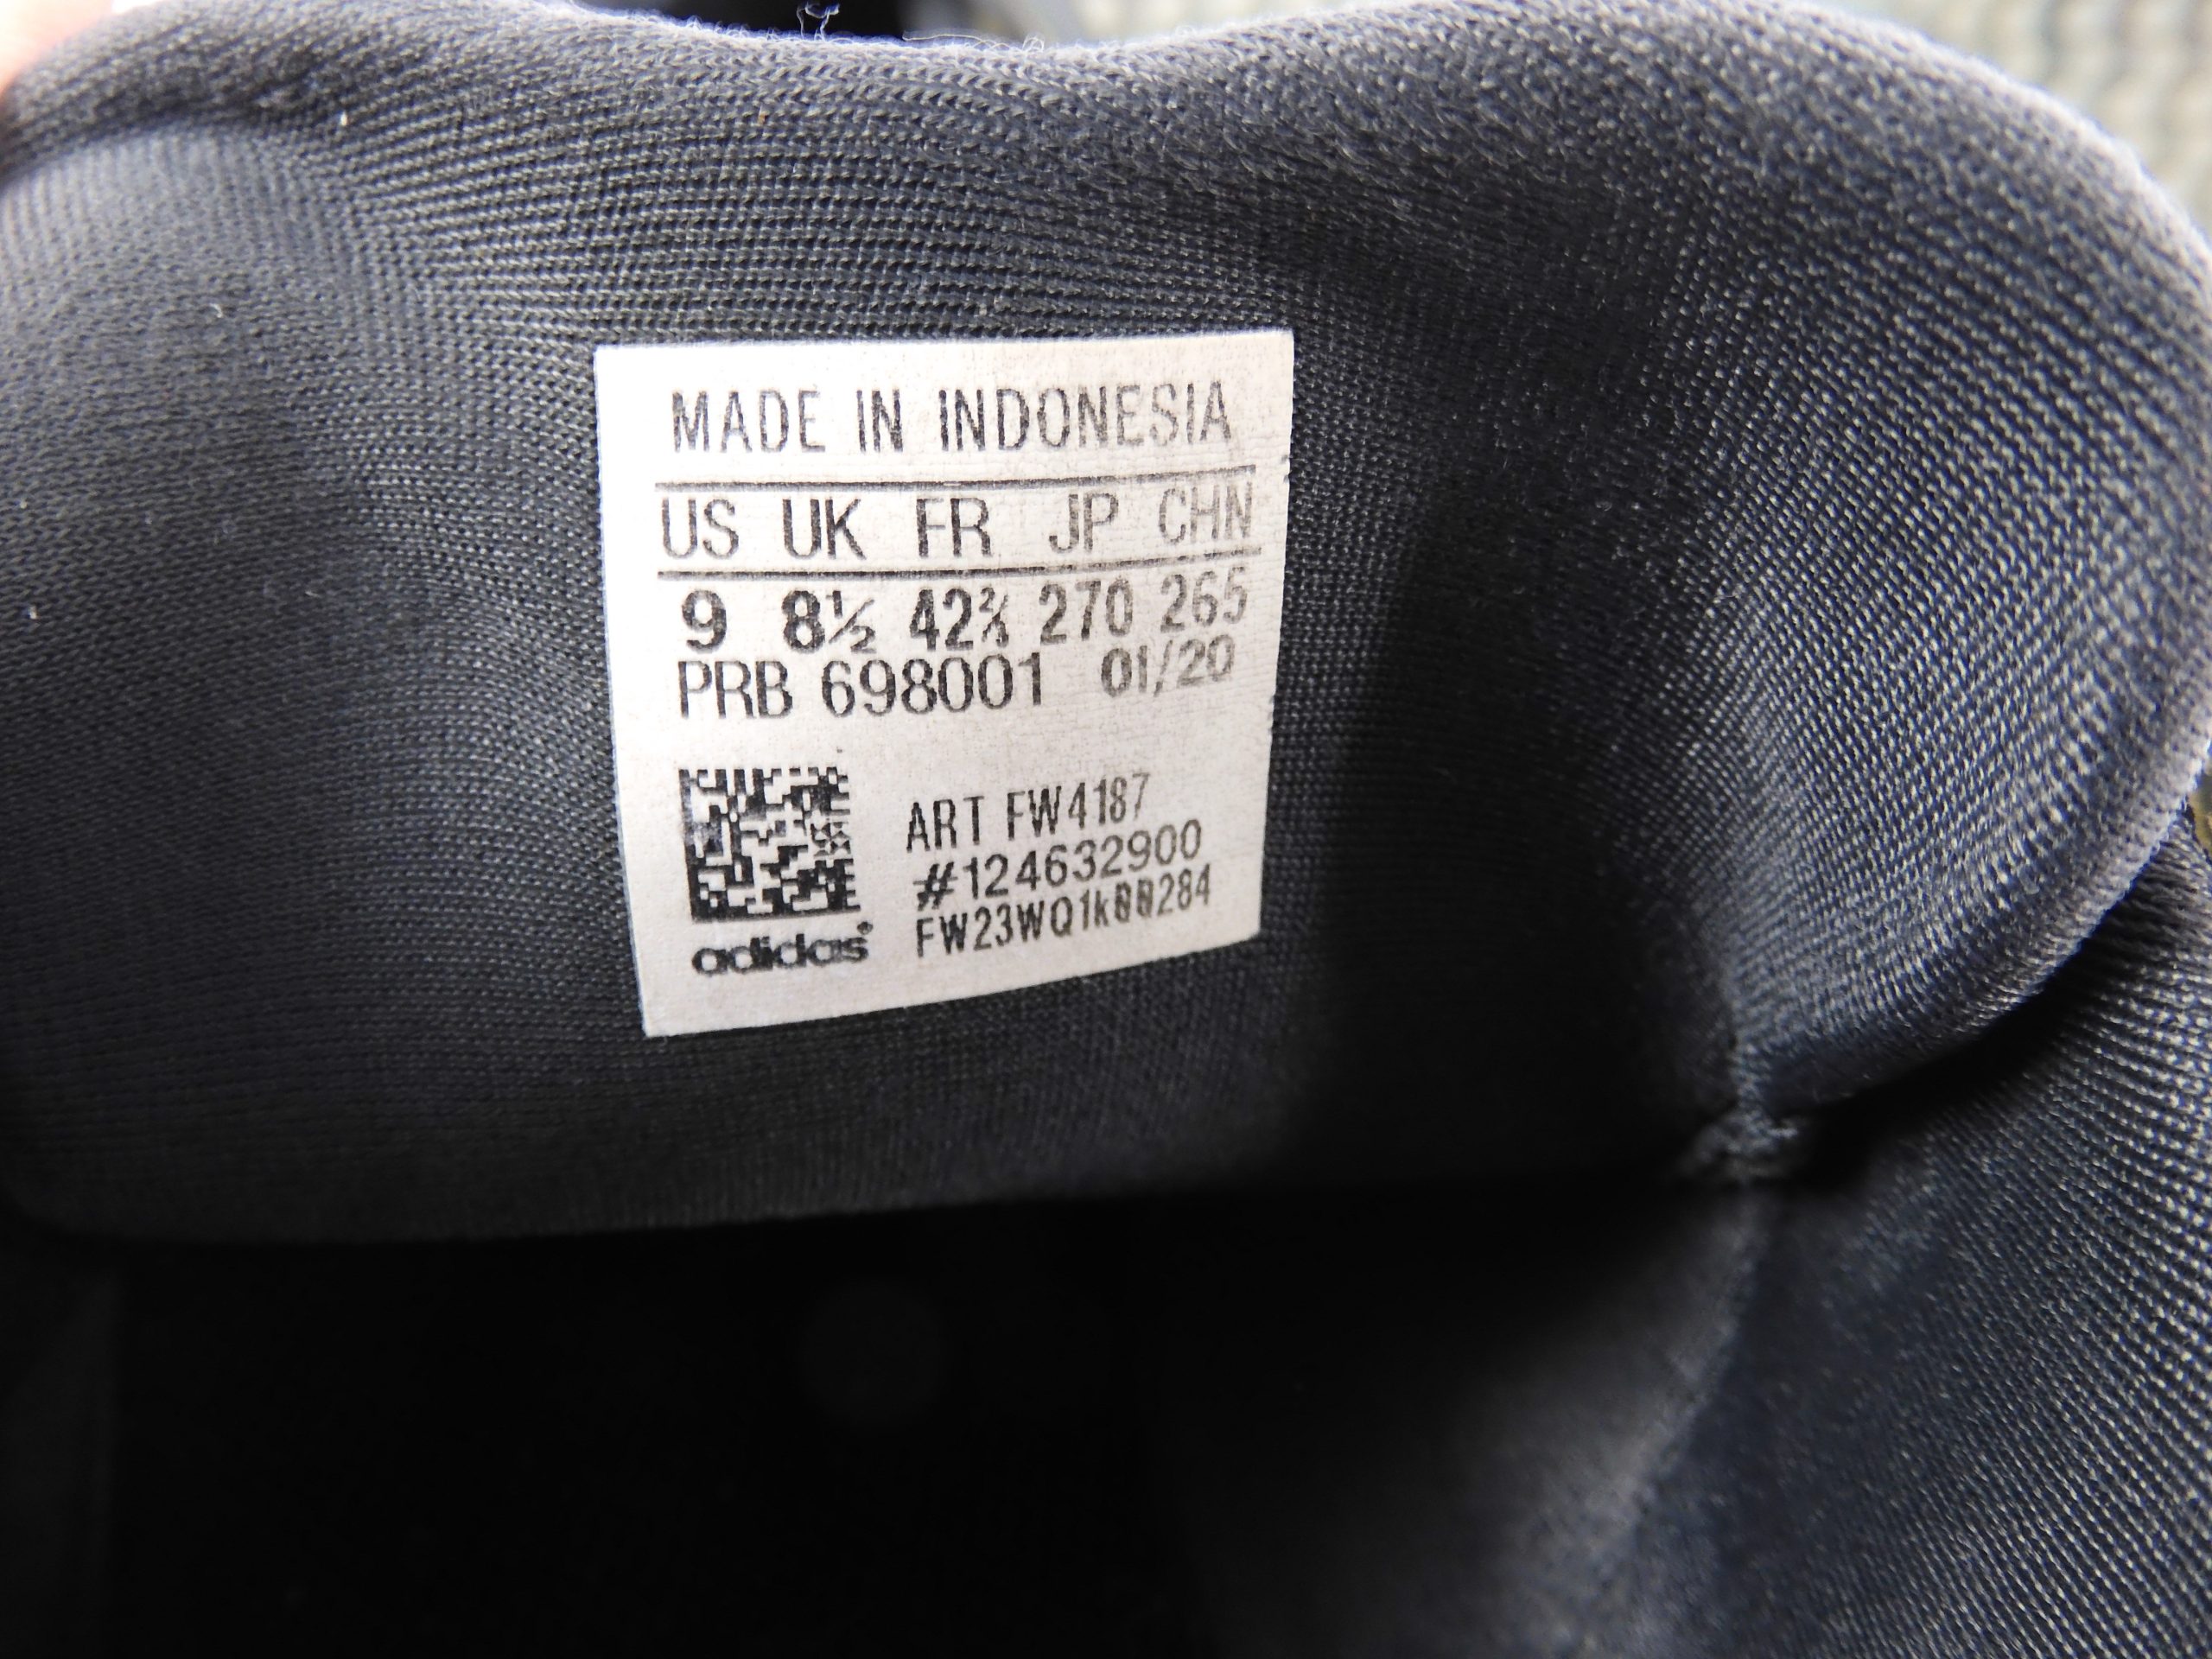 MADE IN INDONESIA
US UK FR JP CHN
9 8½ 42⅔ 270 265
PRB 698001 01/20
ART FW4187
#124632900
FW23WQ1k00284
adidas®